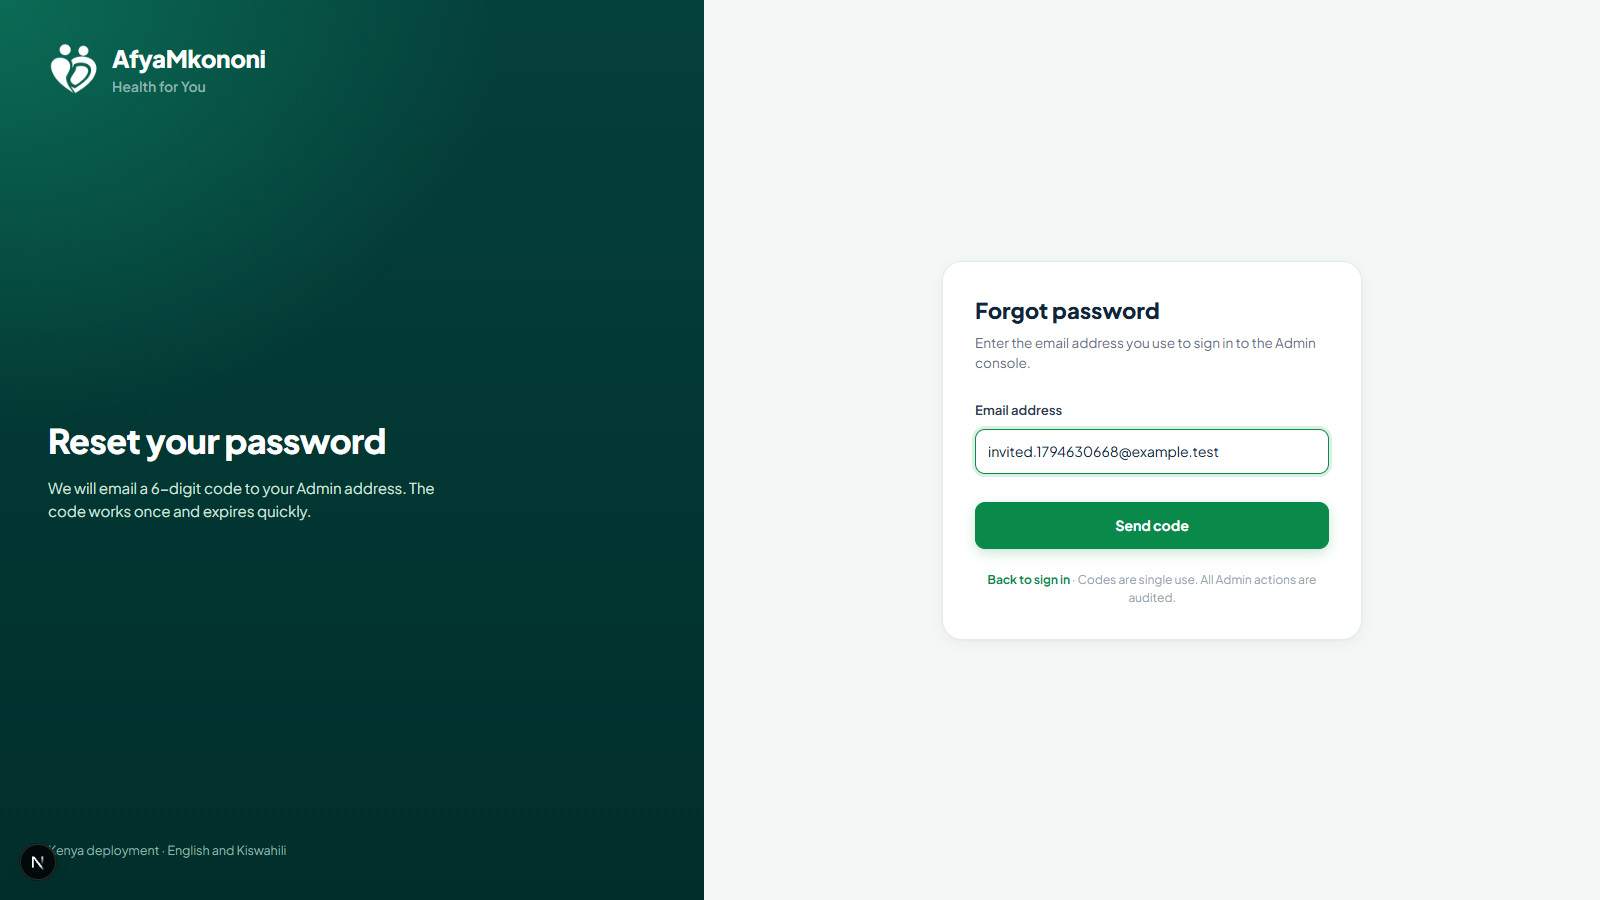 AfyaMkononi
Health for You
Reset your password
We will email a 6-digit code to your Admin address. The
code works once and expires quickly.
Kenya deployment · English and Kiswahili
N
Forgot password
Enter the email address you use to sign in to the Admin
console.
Email address
invited.1794630668@example.test
Send code
Back to sign in · Codes are single use. All Admin actions are
audited.